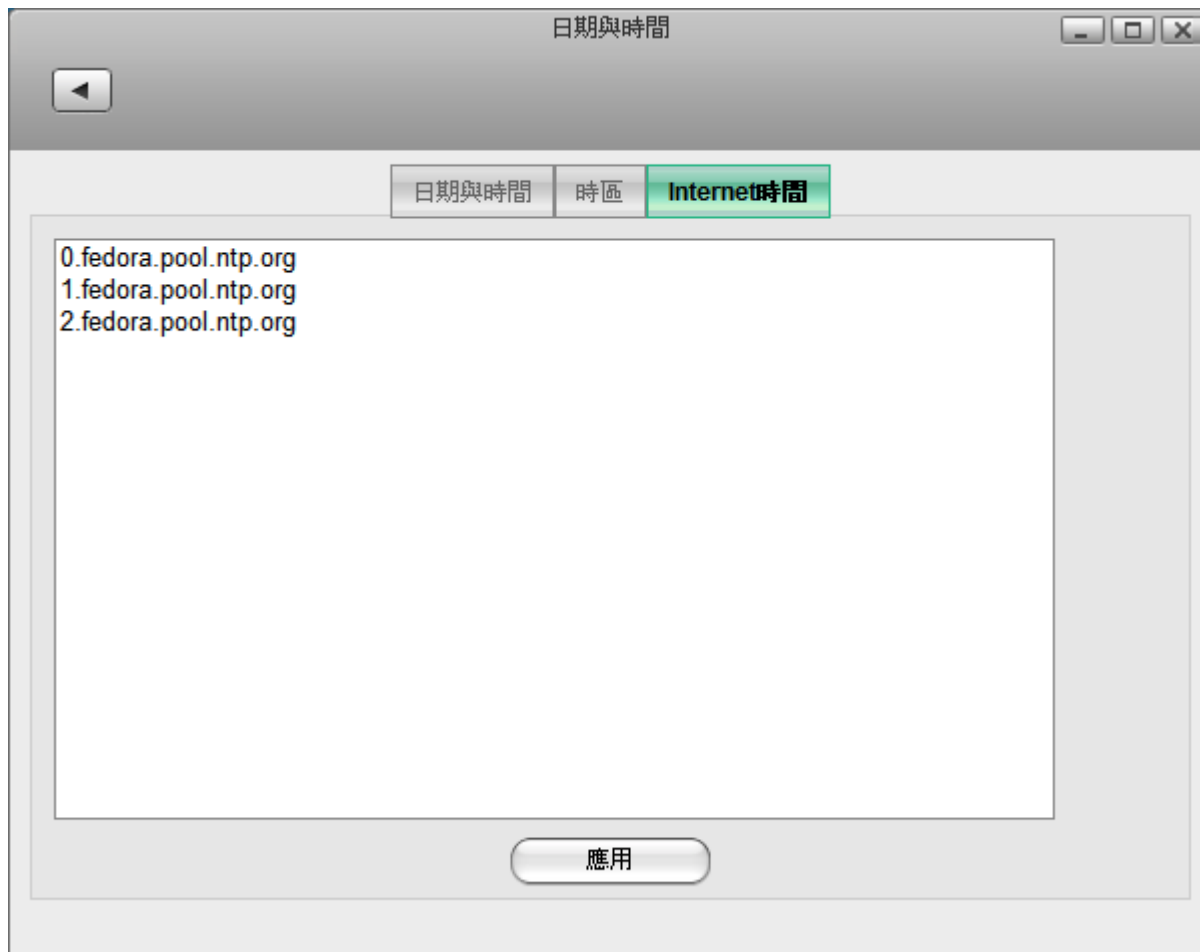 日期與時間
日期與時間 時區 Internet時間
0.fedora.pool.ntp.org
1.fedora.pool.ntp.org
2.fedora.pool.ntp.org
應用